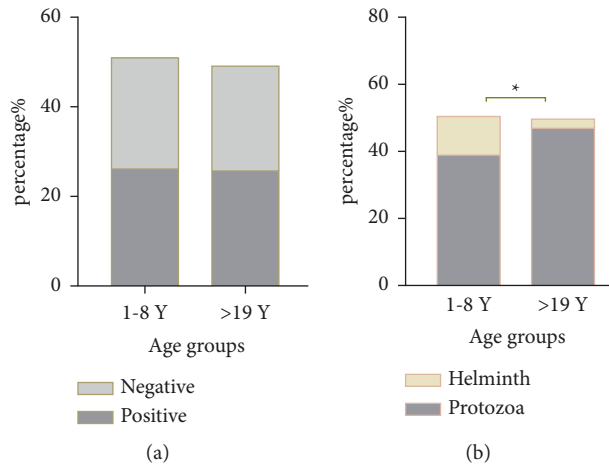 60
40
20
0
percentage%
1-8 Y
>19 Y
Age groups
Negative
Positive
(a)
80
60
40
20
0
percentage%
*
1-8 Y
>19 Y
Age groups
Helminth
Protozoa
(b)